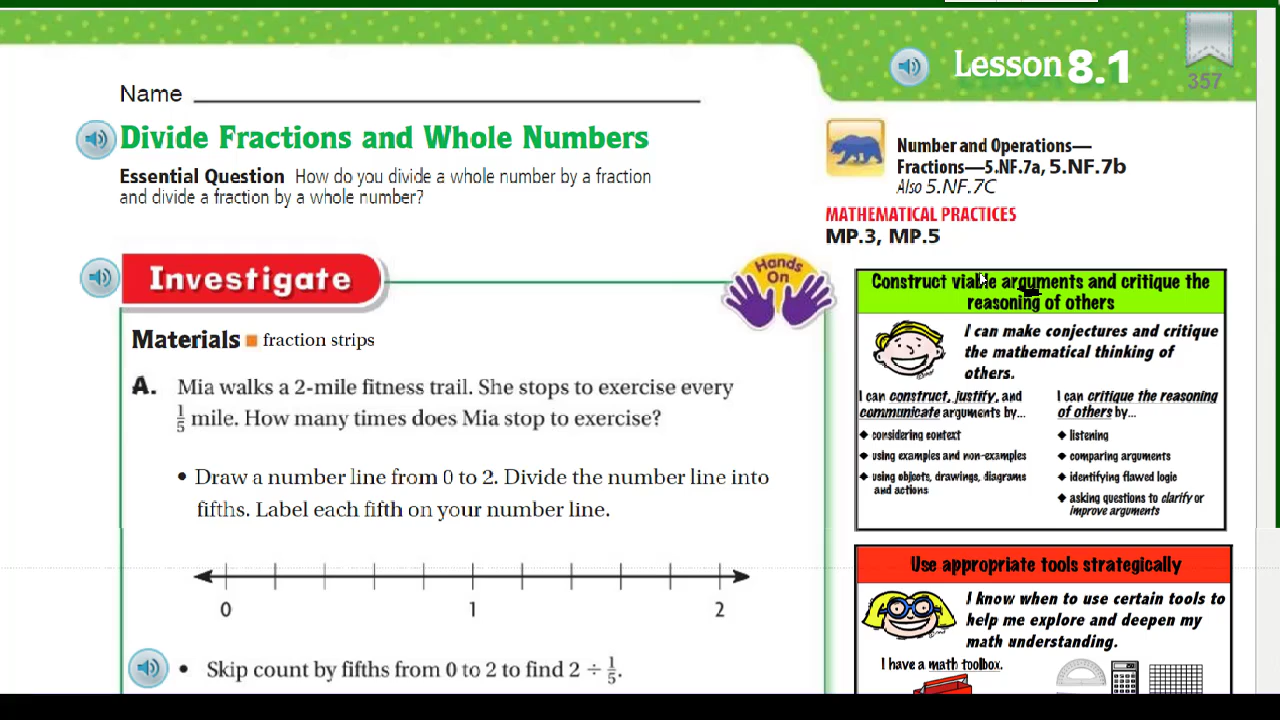 Lesson 8.1
357
Name
Divide Fractions and Whole Numbers
Essential Question How do you divide a whole number by a fraction
and divide a fraction by a whole number?
Number and Operations—
Fractions—5.NF.7a, 5.NF.7b
Also 5.NF.7C
MATHEMATICAL PRACTICES
MP.3, MP.5
Investigate
Hands
On
Materials ■ fraction strips
A. Mia walks a 2-mile fitness trail. She stops to exercise every
1/5 mile. How many times does Mia stop to exercise?
• Draw a number line from 0 to 2. Divide the number line into
fifths. Label each fifth on your number line.
0 1 2
• Skip count by fifths from 0 to 2 to find 2 ÷ 1/5.
Construct viable arguments and critique the
reasoning of others
I can make conjectures and critique
the mathematical thinking of
others.
I can construct, justify, and
communicate arguments by...
◆ considering context
◆ using examples and non-examples
◆ using objects, drawings, diagrams
and actions
I can critique the reasoning
of others by...
◆ listening
◆ comparing arguments
◆ identifying flawed logic
◆ asking questions to clarify or
improve arguments
Use appropriate tools strategically
I know when to use certain tools to
help me explore and deepen my
math understanding.
I have a math toolbox.